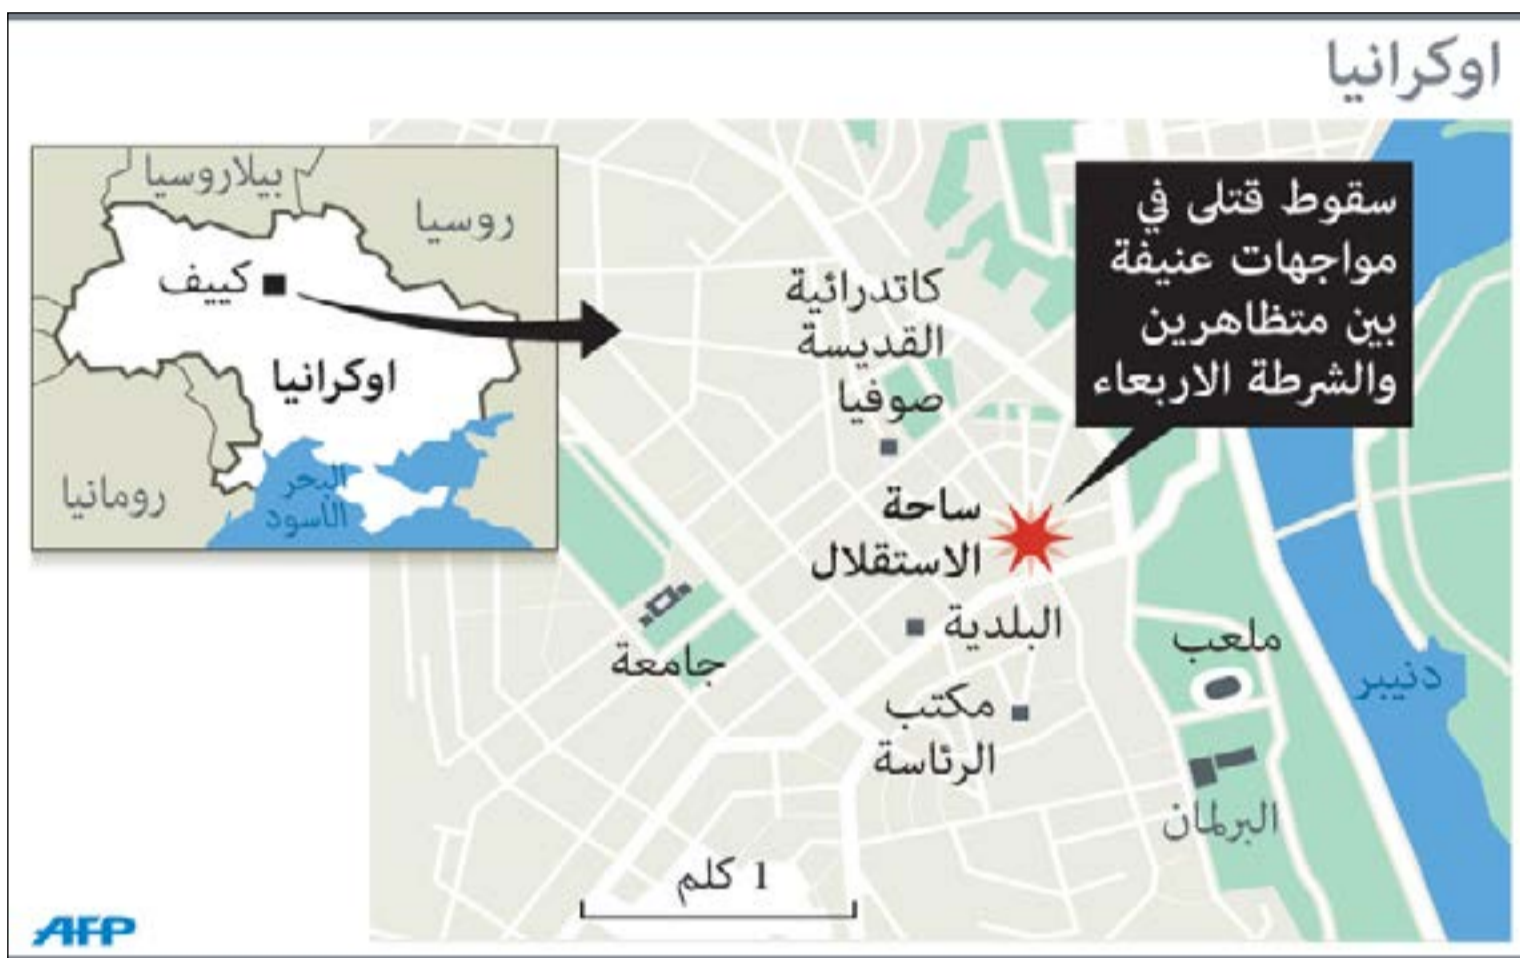 اوكرانيا
سقوط قتلى في
مواجهات عنيفة
بين متظاهرين
والشرطة الاربعاء
بيلاروسيا
روسيا
كييف
اوكرانيا
رومانيا
البحر
الأسود
كاتدرائية
القديسة
صوفيا
ساحة
الاستقلال
البلدية
ملعب
جامعة
دنيبر
مكتب
الرئاسة
البرلمان
1 كلم
AFP